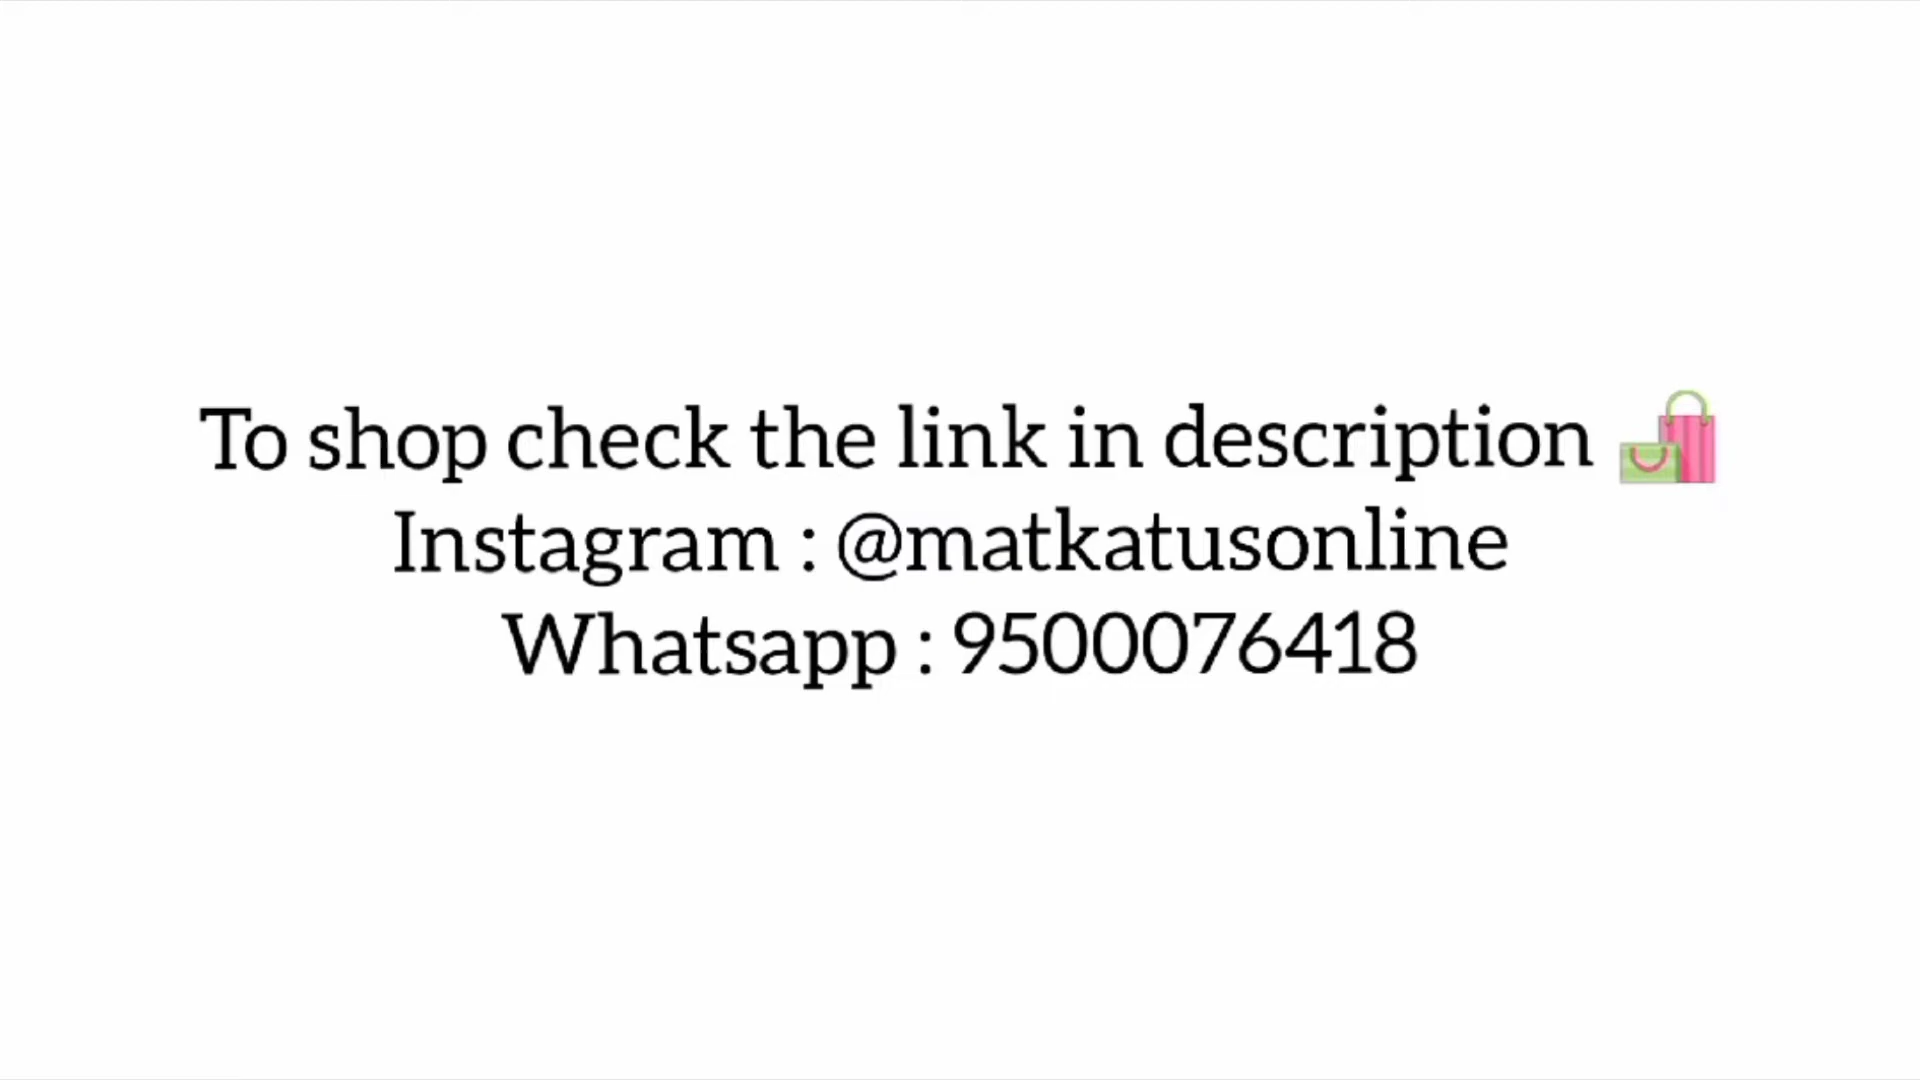 To shop check the link in description 🛍️
Instagram : @matkatusonline
Whatsapp : 9500076418